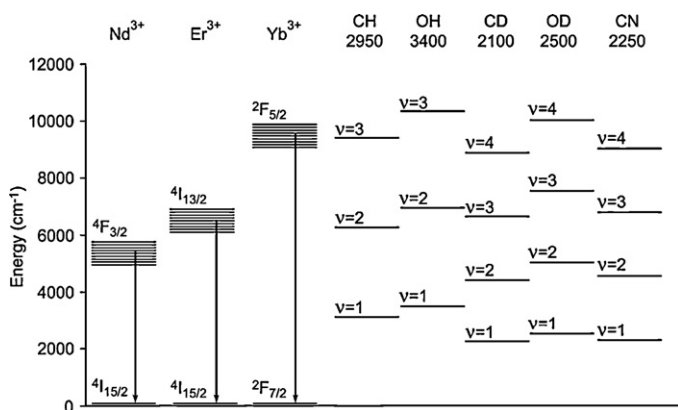 Nd³⁺ Er³⁺ Yb³⁺ CH OH CD OD CN
2950 3400 2100 2500 2250
Energy (cm⁻¹)
12000
10000
8000
6000
4000
2000
0
⁴F₃/₂
⁴I₁₅/₂
⁴I₁₃/₂
⁴I₁₅/₂
²F₅/₂
²F₇/₂
ν=3
ν=2
ν=1
ν=3
ν=2
ν=1
ν=4
ν=3
ν=2
ν=1
ν=4
ν=3
ν=2
ν=1
ν=4
ν=3
ν=2
ν=1